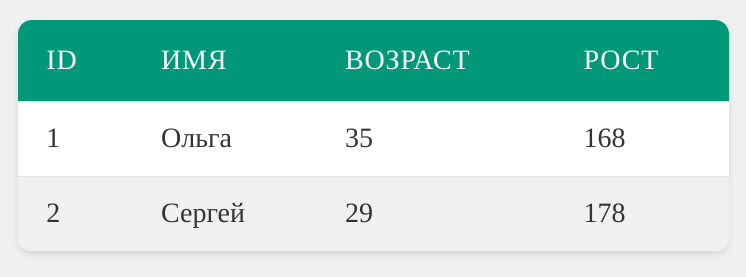 ID ИМЯ ВОЗРАСТ РОСТ
1 Ольга 35 168
2 Сергей 29 178